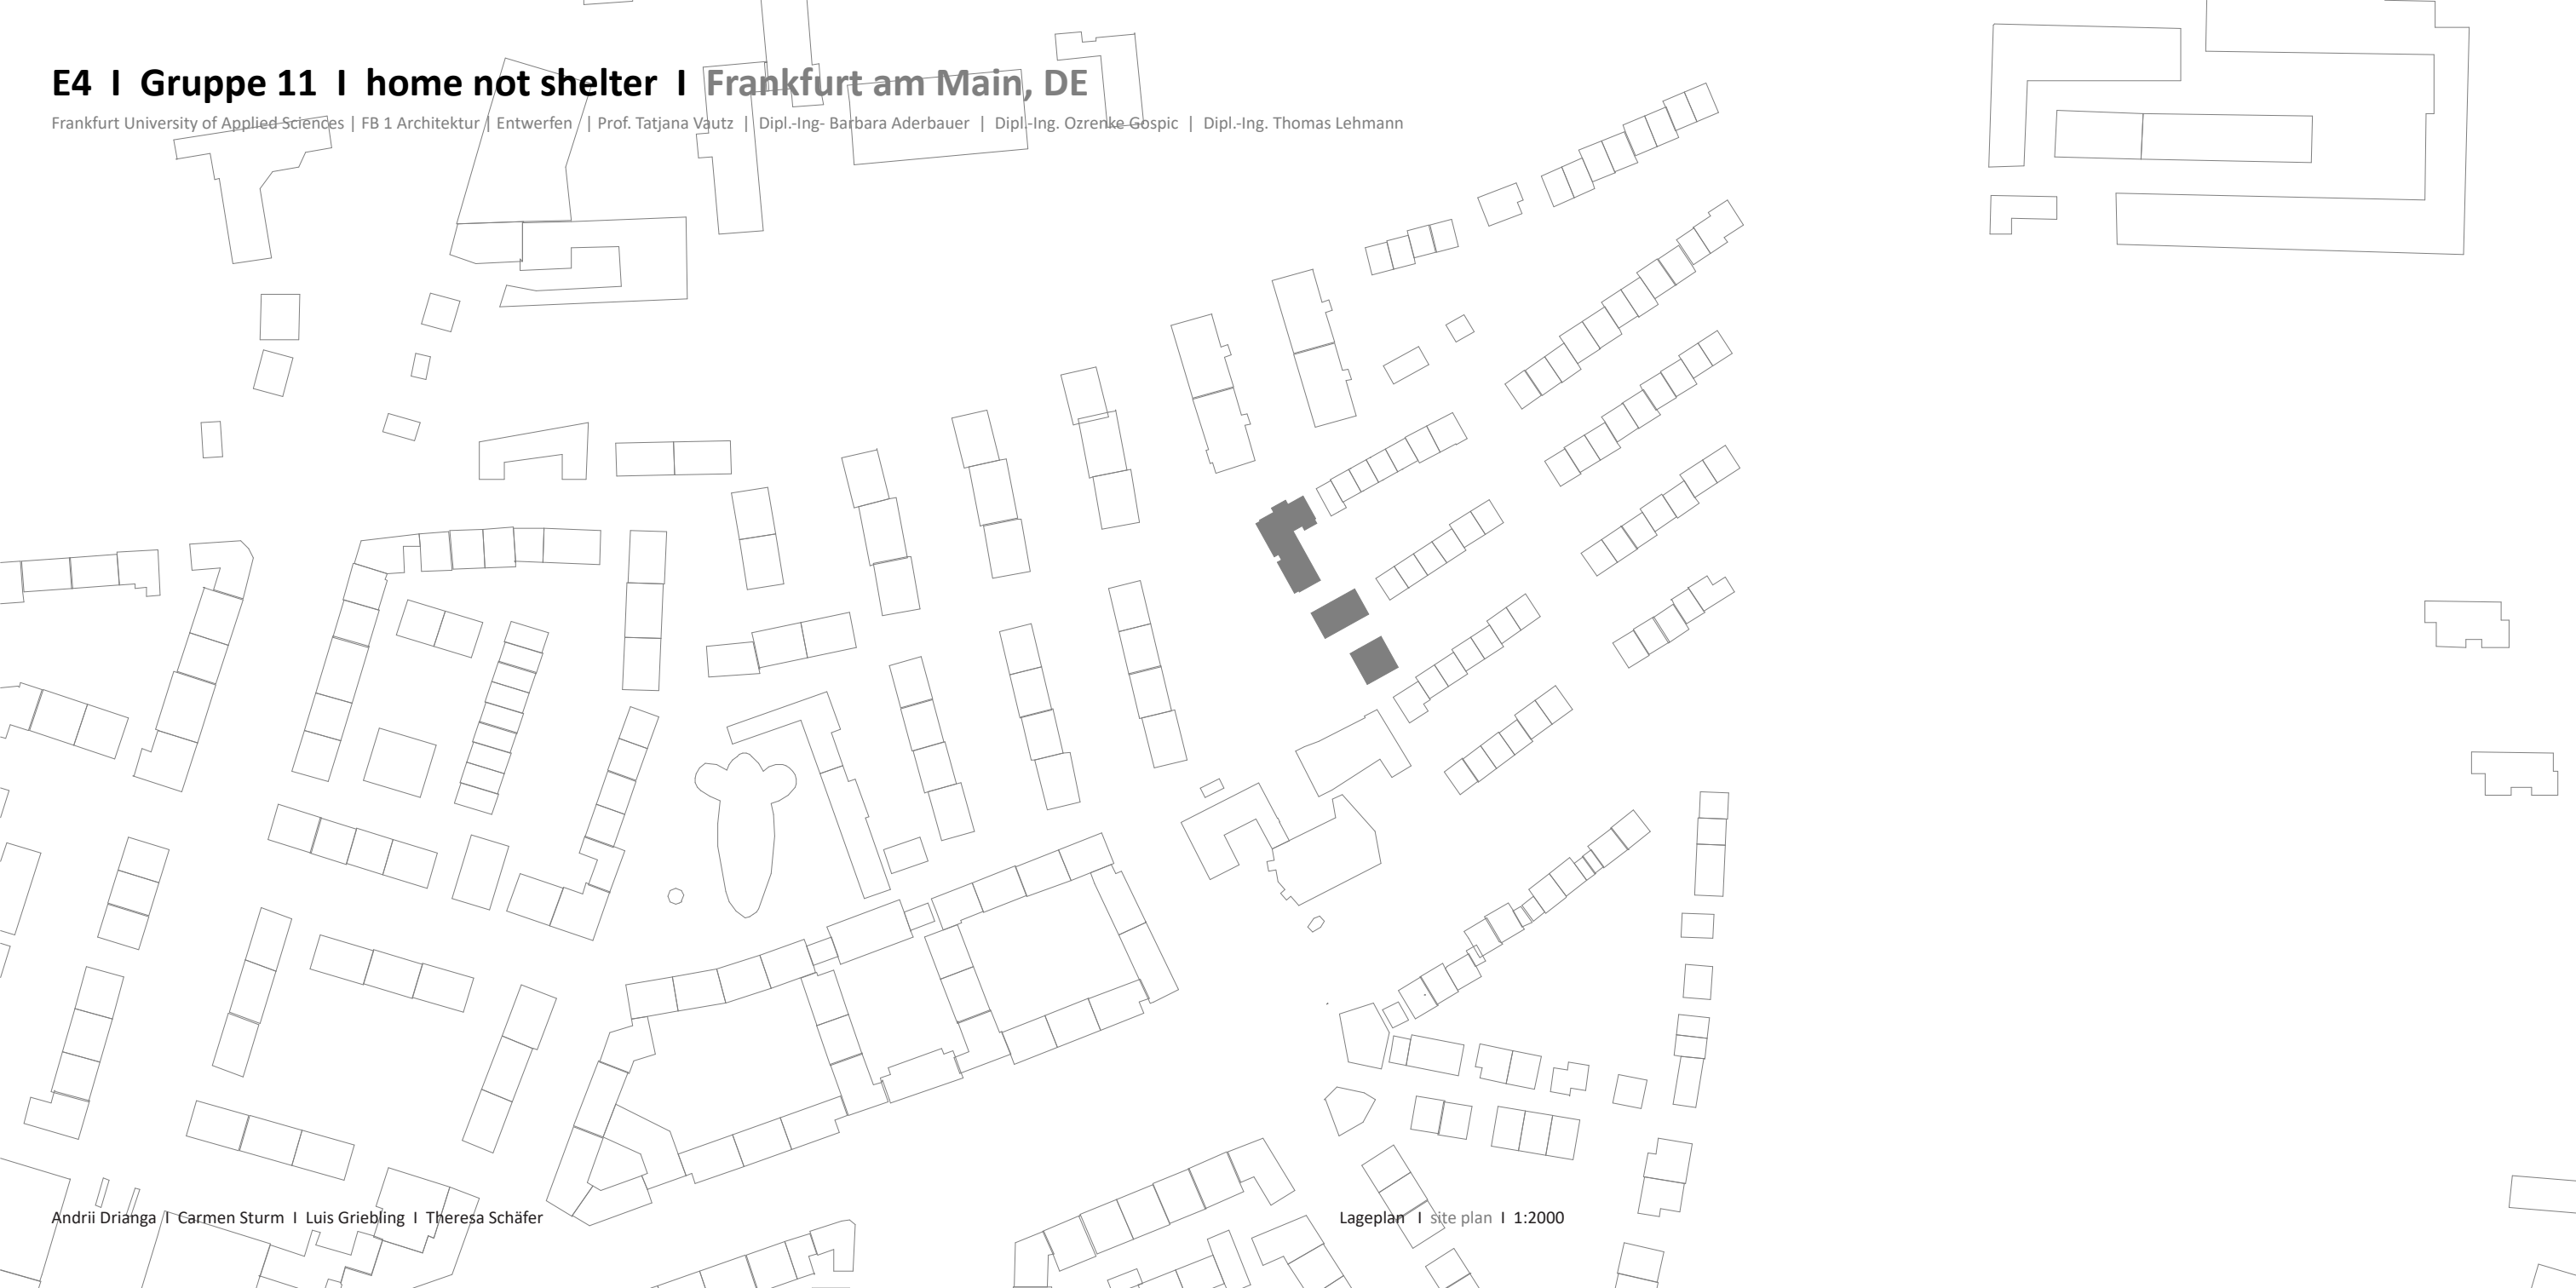 E4 I Gruppe 11 I home not shelter I Frankfurt am Main, DE
Frankfurt University of Applied Sciences | FB 1 Architektur | Entwerfen | Prof. Tatjana Vautz | Dipl.-Ing- Barbara Aderbauer | Dipl.-Ing. Ozrenke Gospic | Dipl.-Ing. Thomas Lehmann
Andrii Drianga I Carmen Sturm I Luis Griebling I Theresa Schäfer
Lageplan I site plan I 1:2000